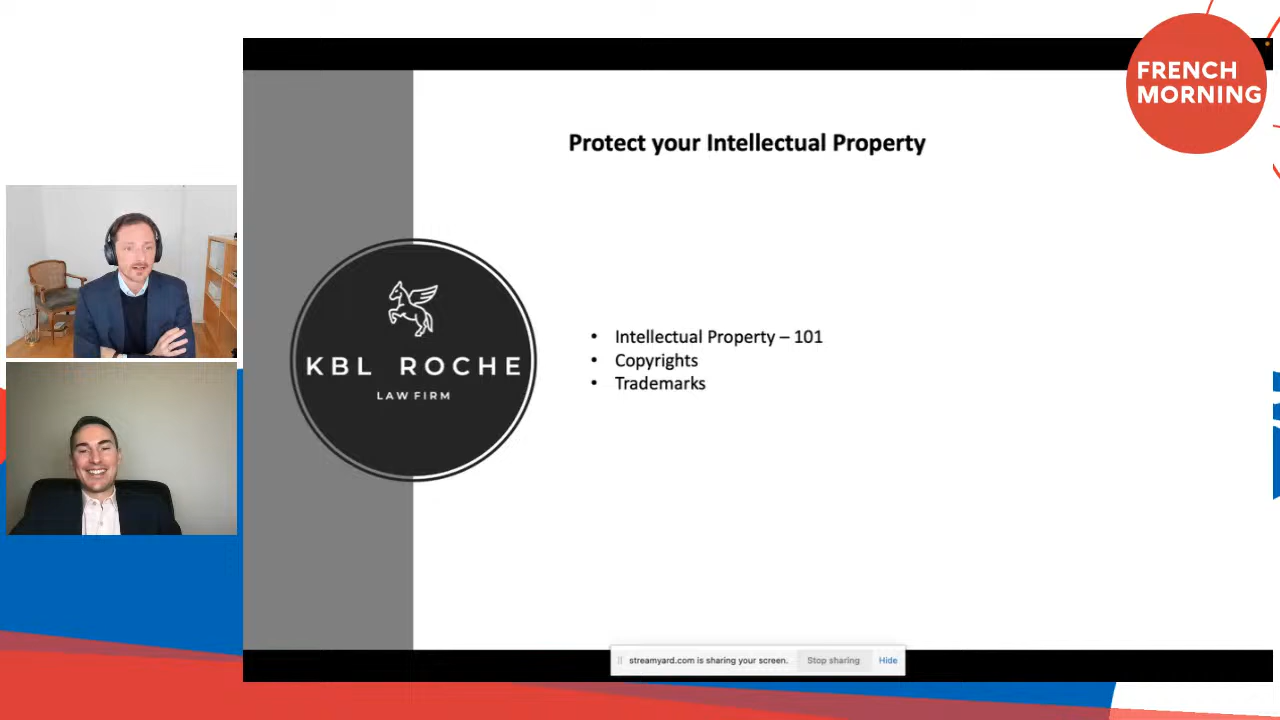 FRENCH
MORNING
Protect your Intellectual Property
KBL ROCHE
LAW FIRM
• Intellectual Property – 101
• Copyrights
• Trademarks
streamyard.com is sharing your screen. Stop sharing Hide